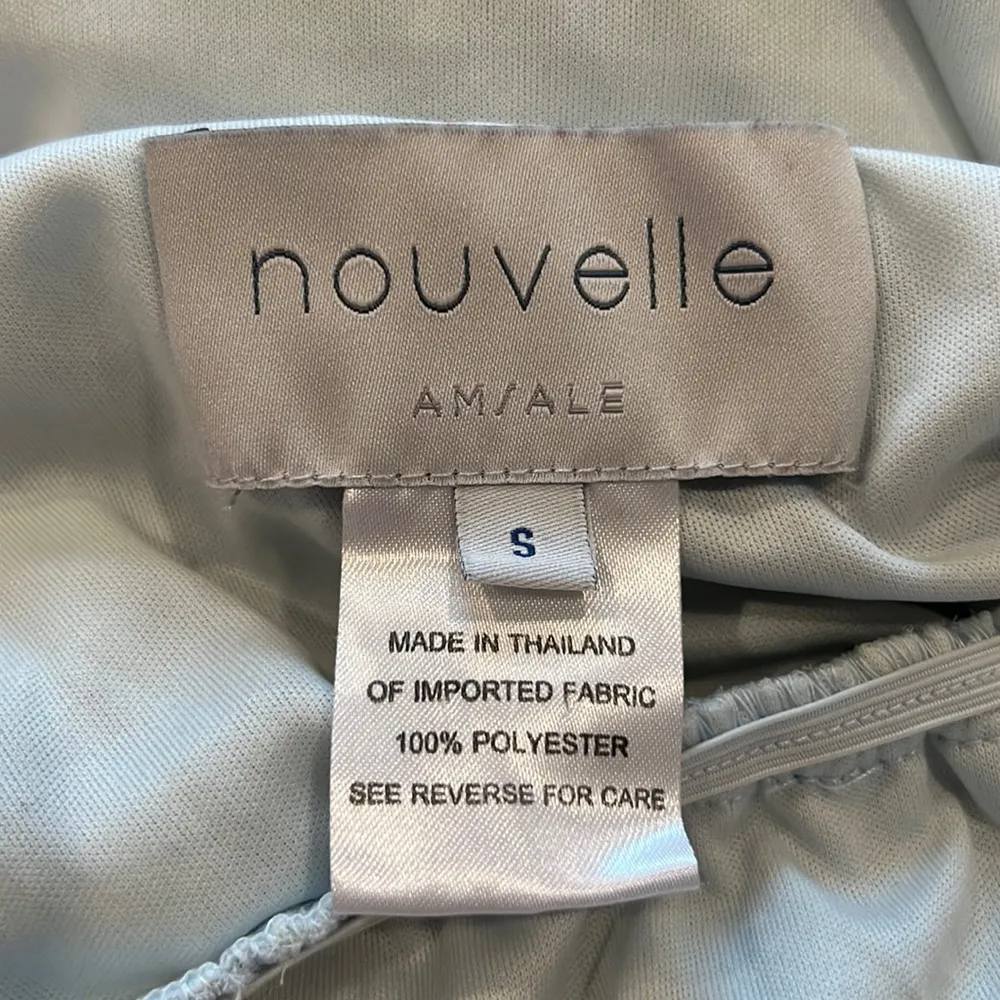 nouvelle
AMSALE
S
MADE IN THAILAND
OF IMPORTED FABRIC
100% POLYESTER
SEE REVERSE FOR CARE